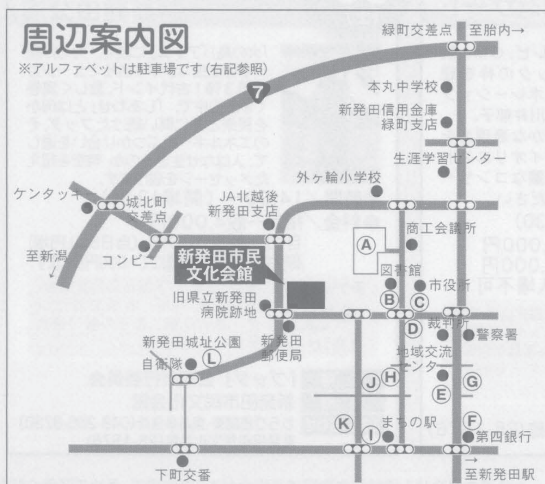 周辺案内図
※アルファベットは駐車場です(右記参照)
緑町交差点
至胎内→
7
本丸中学校
新発田信用金庫
緑町支店
生涯学習センター
外ヶ輪小学校
ケンタッキー
城北町
交差点
JA北越後
新発田支店
A
商工会議所
至新潟
↓
コンビニ
新発田市民
文化会館
図書館
市役所
B
C
旧県立新発田
病院跡地
D
裁判所
警察署
新発田城址公園
新発田
郵便局
自衛隊
L
地域交流
センター
J
H
G
E
K
I
まちの駅
F
第四銀行
下町交番
→
至新発田駅